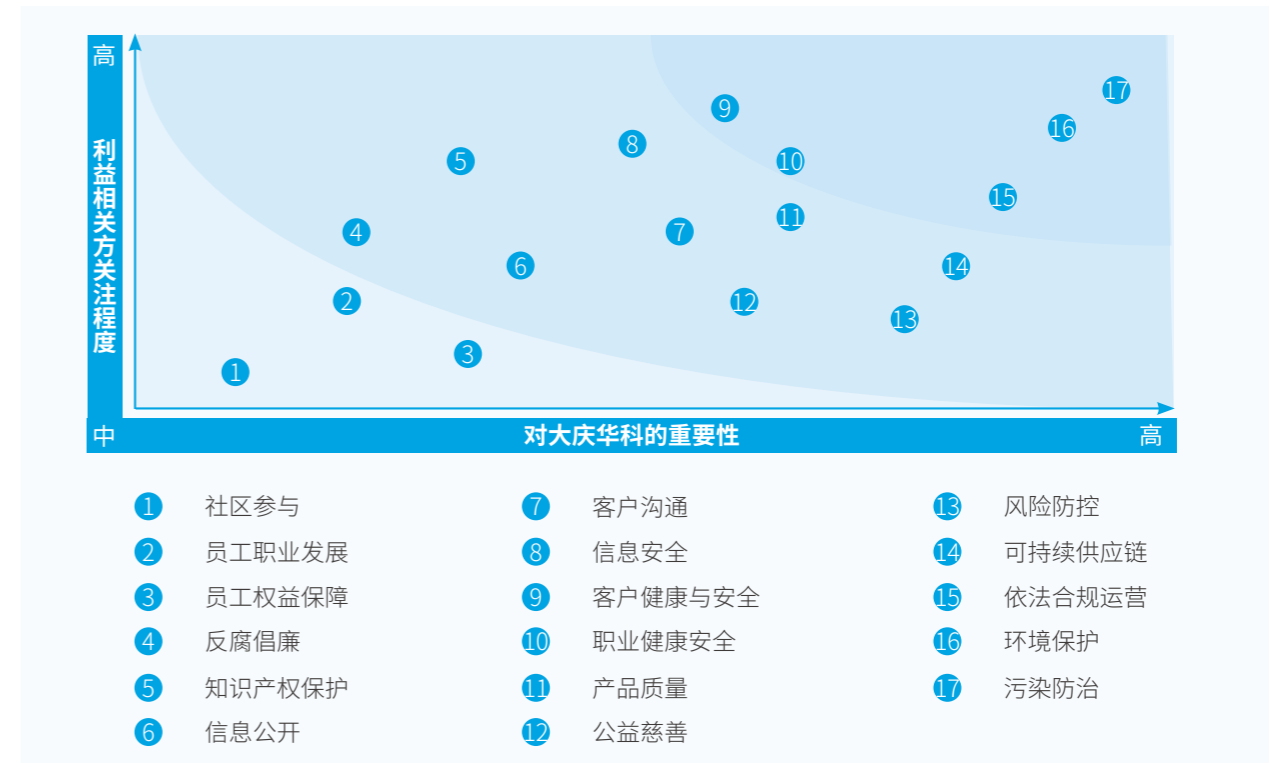 高
利益相关方关注程度
17
9
16
8
5
10
15
11
4
7
6
14
2
12
13
3
1
中
对大庆华科的重要性
高
1 社区参与
2 员工职业发展
3 员工权益保障
4 反腐倡廉
5 知识产权保护
6 信息公开
7 客户沟通
8 信息安全
9 客户健康与安全
10 职业健康安全
11 产品质量
12 公益慈善
13 风险防控
14 可持续供应链
15 依法合规运营
16 环境保护
17 污染防治